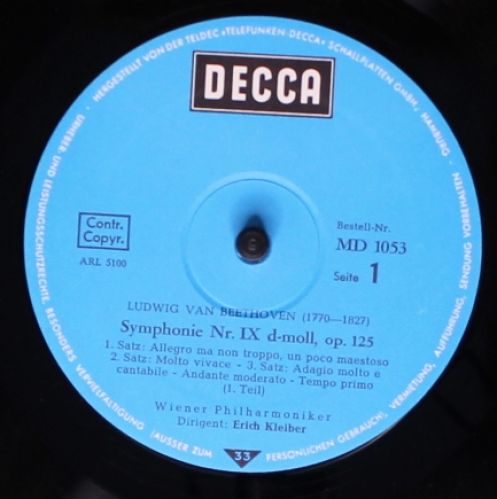 · HERGESTELLT VON DER TELDEC »TELEFUNKEN-DECCA« SCHALLPLATTEN GMBH., HAMBURG ·
URHEBER- UND LEISTUNGSSCHUTZRECHTE, BESONDERS VERVIELFÄLTIGUNG (AUSSER ZUM PERSÖNLICHEN GEBRAUCH), VERMIETUNG, AUFFÜHRUNG, SENDUNG VORBEHALTEN
DECCA
Contr.
Copyr.
ARL 5100
Bestell-Nr.
MD 1053
Seite 1
LUDWIG VAN BEETHOVEN (1770—1827)
Symphonie Nr. IX d-moll, op. 125
1. Satz: Allegro ma non troppo, un poco maestoso
2. Satz: Molto vivace - 3. Satz: Adagio molto e
cantabile - Andante moderato - Tempo primo
(1. Teil)
Wiener Philharmoniker
Dirigent: Erich Kleiber
33